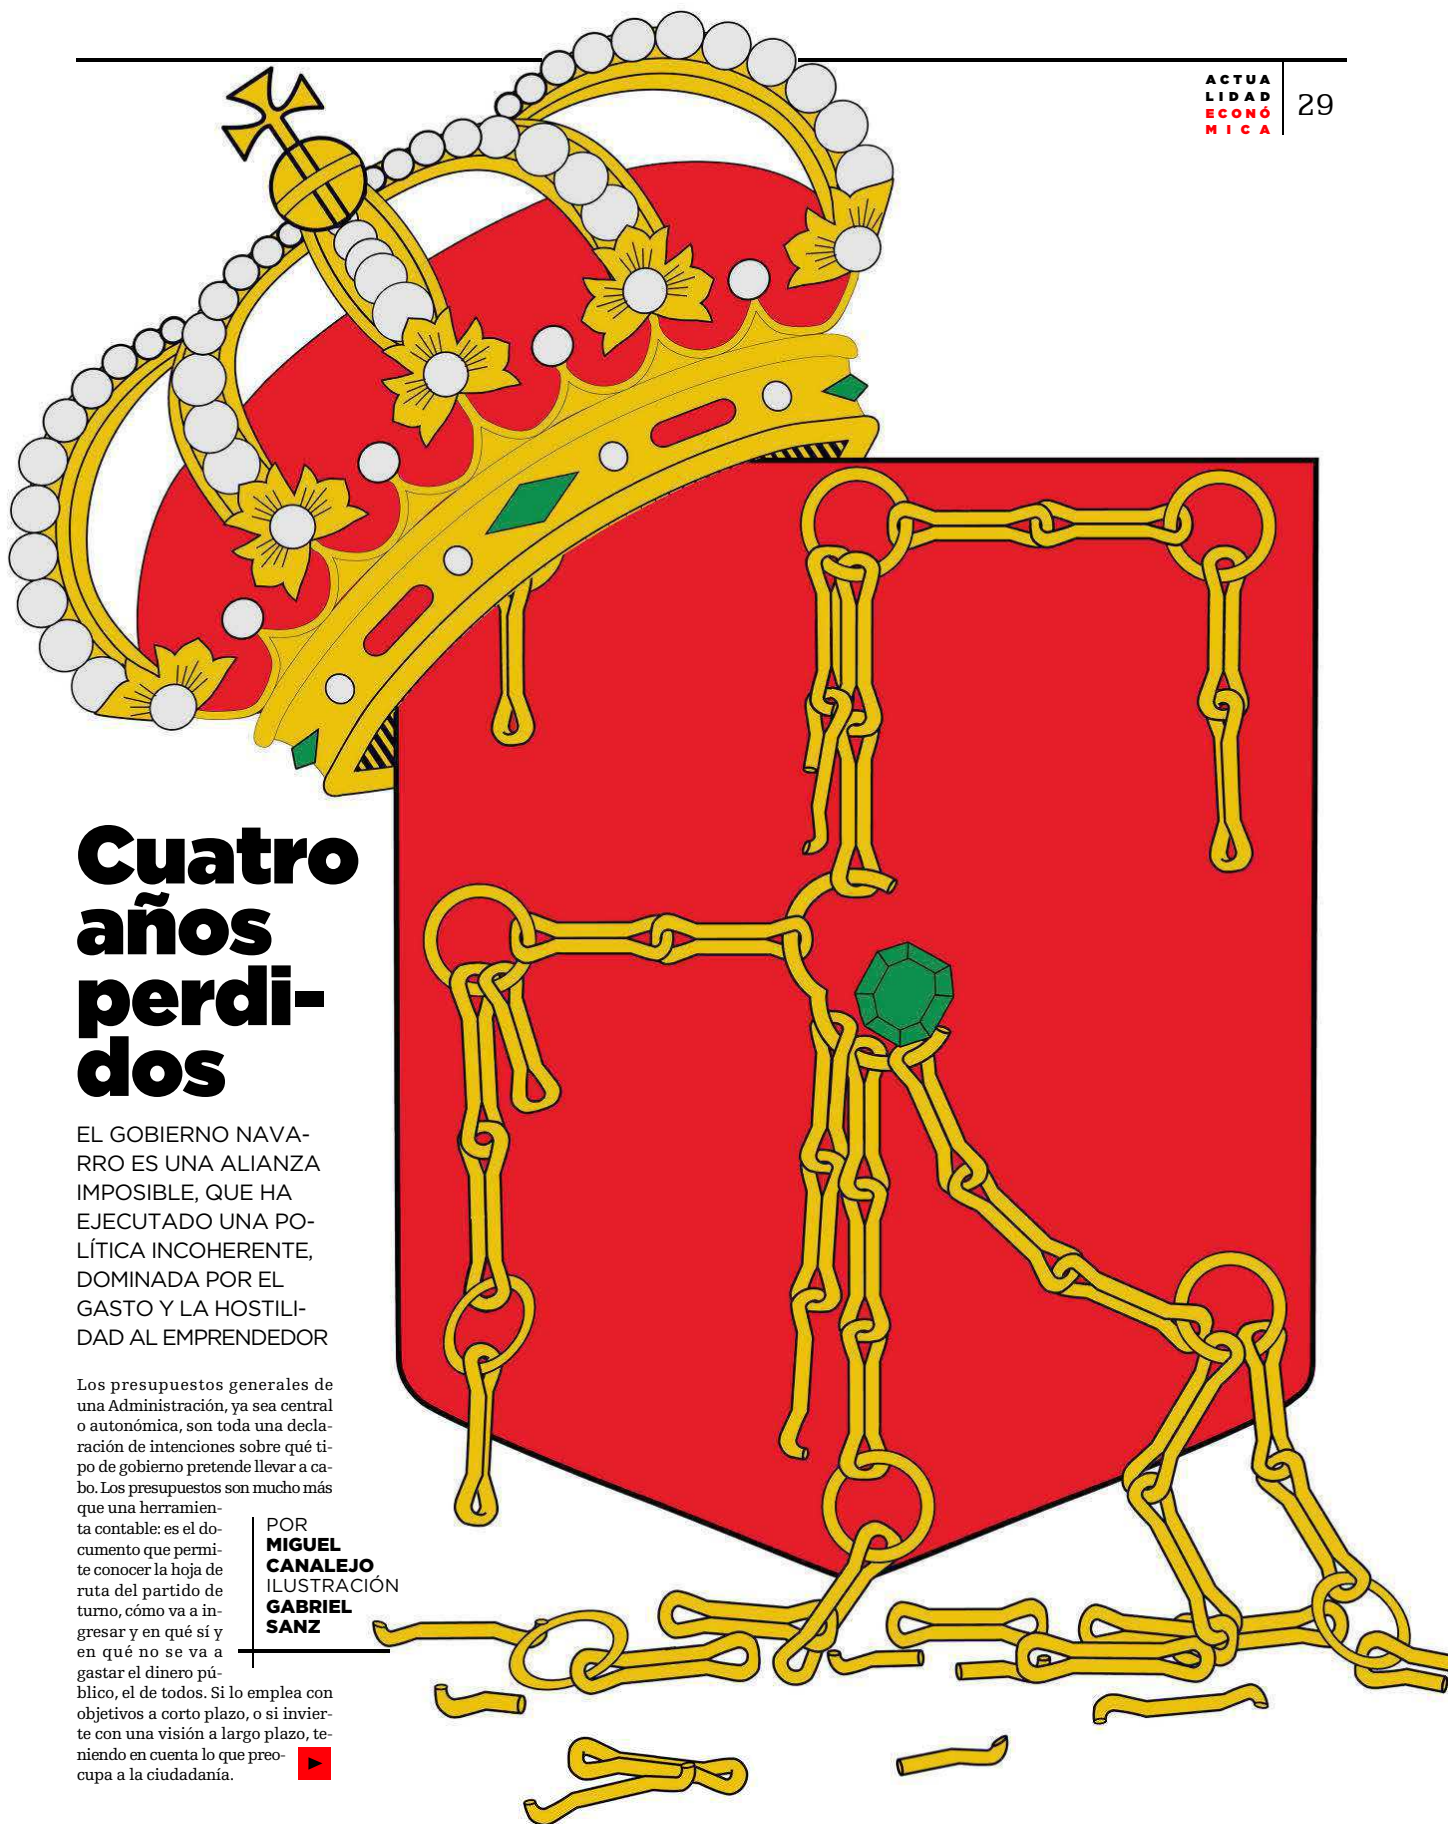 ACTUA
LIDAD
ECONÓ
MICA
29
Cuatro
años
perdi-
dos
EL GOBIERNO NAVA-
RRO ES UNA ALIANZA
IMPOSIBLE, QUE HA
EJECUTADO UNA PO-
LÍTICA INCOHERENTE,
DOMINADA POR EL
GASTO Y LA HOSTILI-
DAD AL EMPRENDEDOR
Los presupuestos generales de
una Administración, ya sea central
o autonómica, son toda una decla-
ración de intenciones sobre qué ti-
po de gobierno pretende llevar a ca-
bo. Los presupuestos son mucho más
que una herramien-
ta contable: es el do-
cumento que permi-
te conocer la hoja de
ruta del partido de
turno, cómo va a in-
gresar y en qué sí y
en qué no se va a
gastar el dinero pú-
blico, el de todos. Si lo emplea con
objetivos a corto plazo, o si invier-
te con una visión a largo plazo, te-
niendo en cuenta lo que preo-
cupa a la ciudadanía.
POR
MIGUEL
CANALEJO
ILUSTRACIÓN
GABRIEL
SANZ